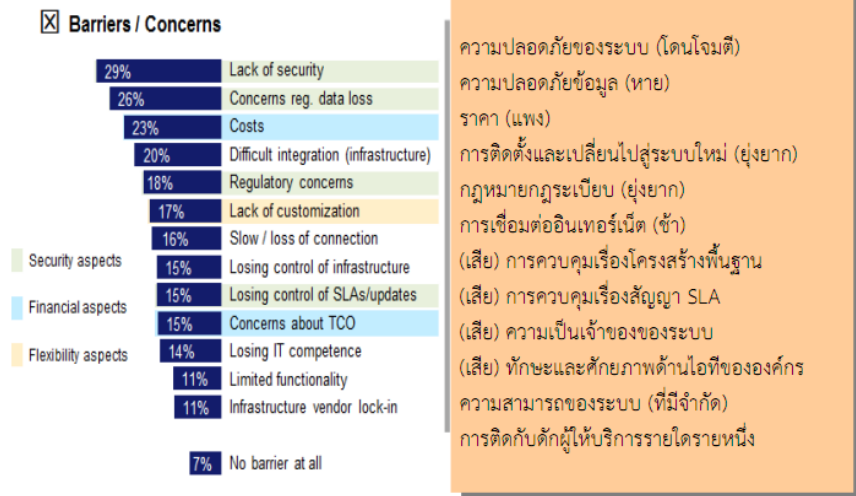 ☒ Barriers / Concerns
29% Lack of security
26% Concerns reg. data loss
23% Costs
20% Difficult integration (infrastructure)
18% Regulatory concerns
17% Lack of customization
16% Slow / loss of connection
15% Losing control of infrastructure
15% Losing control of SLAs/updates
15% Concerns about TCO
14% Losing IT competence
11% Limited functionality
11% Infrastructure vendor lock-in
7% No barrier at all
Security aspects
Financial aspects
Flexibility aspects
ความปลอดภัยของระบบ (โดนโจมตี)
ความปลอดภัยข้อมูล (หาย)
ราคา (แพง)
การติดตั้งและเปลี่ยนไปสู่ระบบใหม่ (ยุ่งยาก)
กฎหมายกฎระเบียบ (ยุ่งยาก)
การเชื่อมต่ออินเทอร์เน็ต (ช้า)
(เสีย) การควบคุมเรื่องโครงสร้างพื้นฐาน
(เสีย) การควบคุมเรื่องสัญญา SLA
(เสีย) ความเป็นเจ้าของของระบบ
(เสีย) ทักษะและศักยภาพด้านไอทีขององค์กร
ความสามารถของระบบ (ที่มีจำกัด)
การติดกับดักผู้ให้บริการรายใดรายหนึ่ง